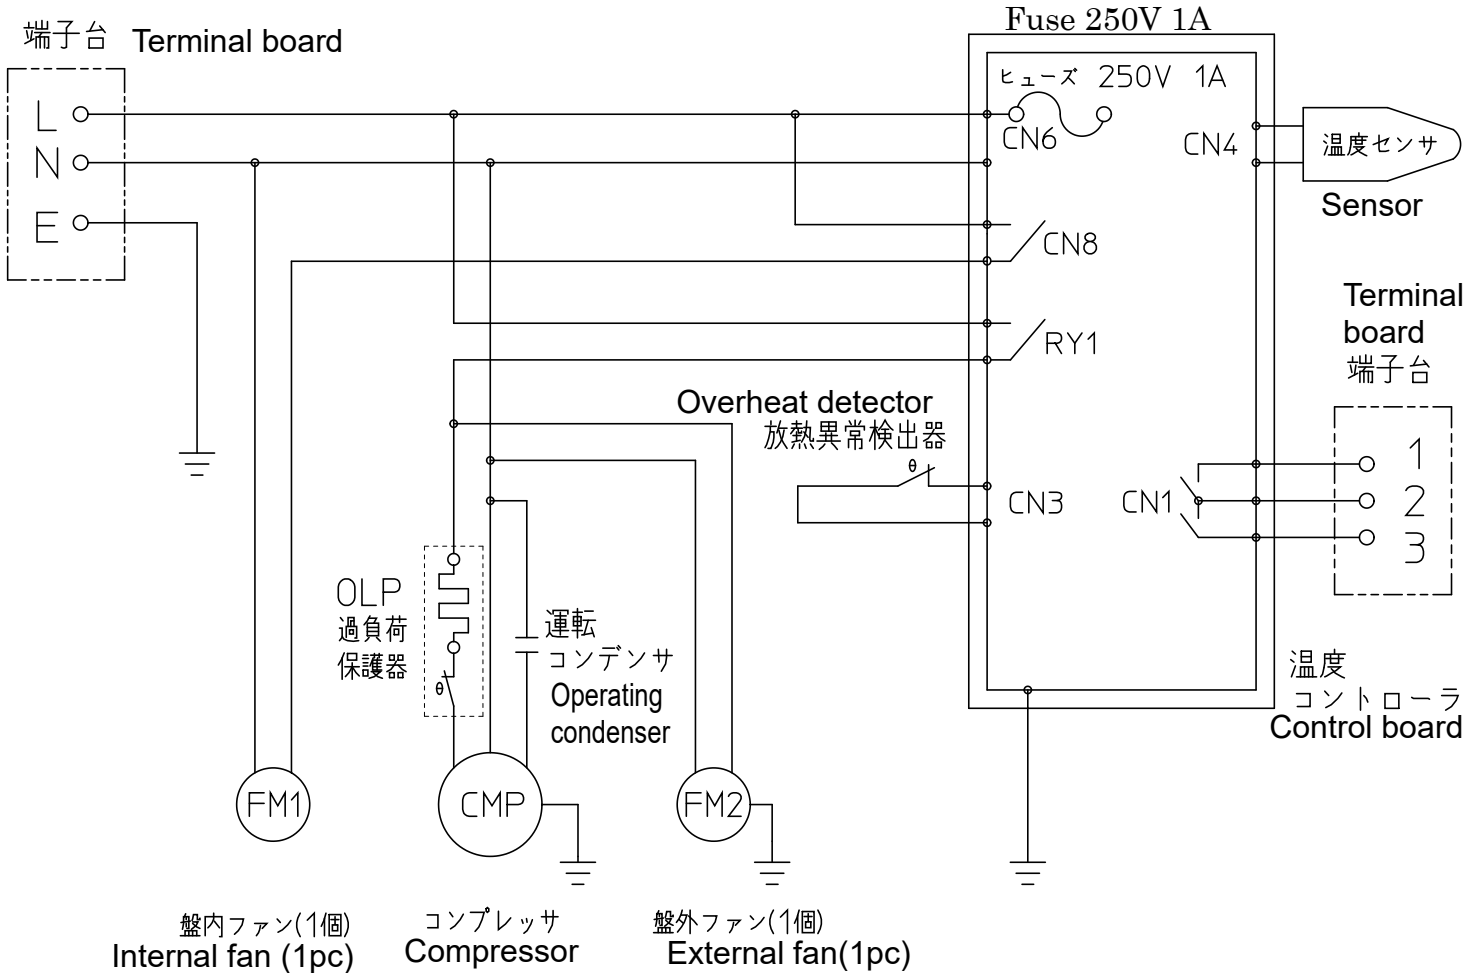 Fuse 250V 1A
端子台 Terminal board
ヒューズ 250V 1A
L
N
E
CN6
CN4
温度センサ
Sensor
CN8
RY1
Terminal
board
端子台
Overheat detector
放熱異常検出器
θ
CN3
CN1
1
2
3
OLP
過負荷
保護器
θ
運転
コンデンサ
Operating
condenser
温度
コントローラ
Control board
FM1
CMP
FM2
盤内ファン(1個)
Internal fan (1pc)
コンプレッサ
Compressor
盤外ファン(1個)
External fan(1pc)